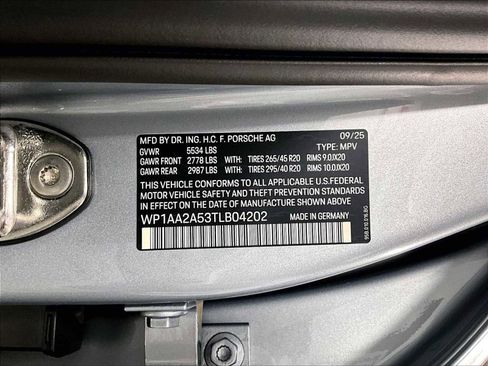 MFD BY DR. ING. H.C. F. PORSCHE AG 09/25
GVWR 5534 LBS TYPE: MPV
GAWR FRONT 2778 LBS WITH: TIRES 265/45 R20 RIMS 9.0JX20
GAWR REAR 2987 LBS WITH: TIRES 295/40 R20 RIMS 10.0JX20
THIS VEHICLE CONFORMS TO ALL APPLICABLE U.S.FEDERAL
MOTOR VEHICLE SAFETY AND THEFT PREVENTION STANDARDS
IN EFFECT ON THE DATE OF MANUFACTURE SHOWN ABOVE
WP1AA2A53TLB04202